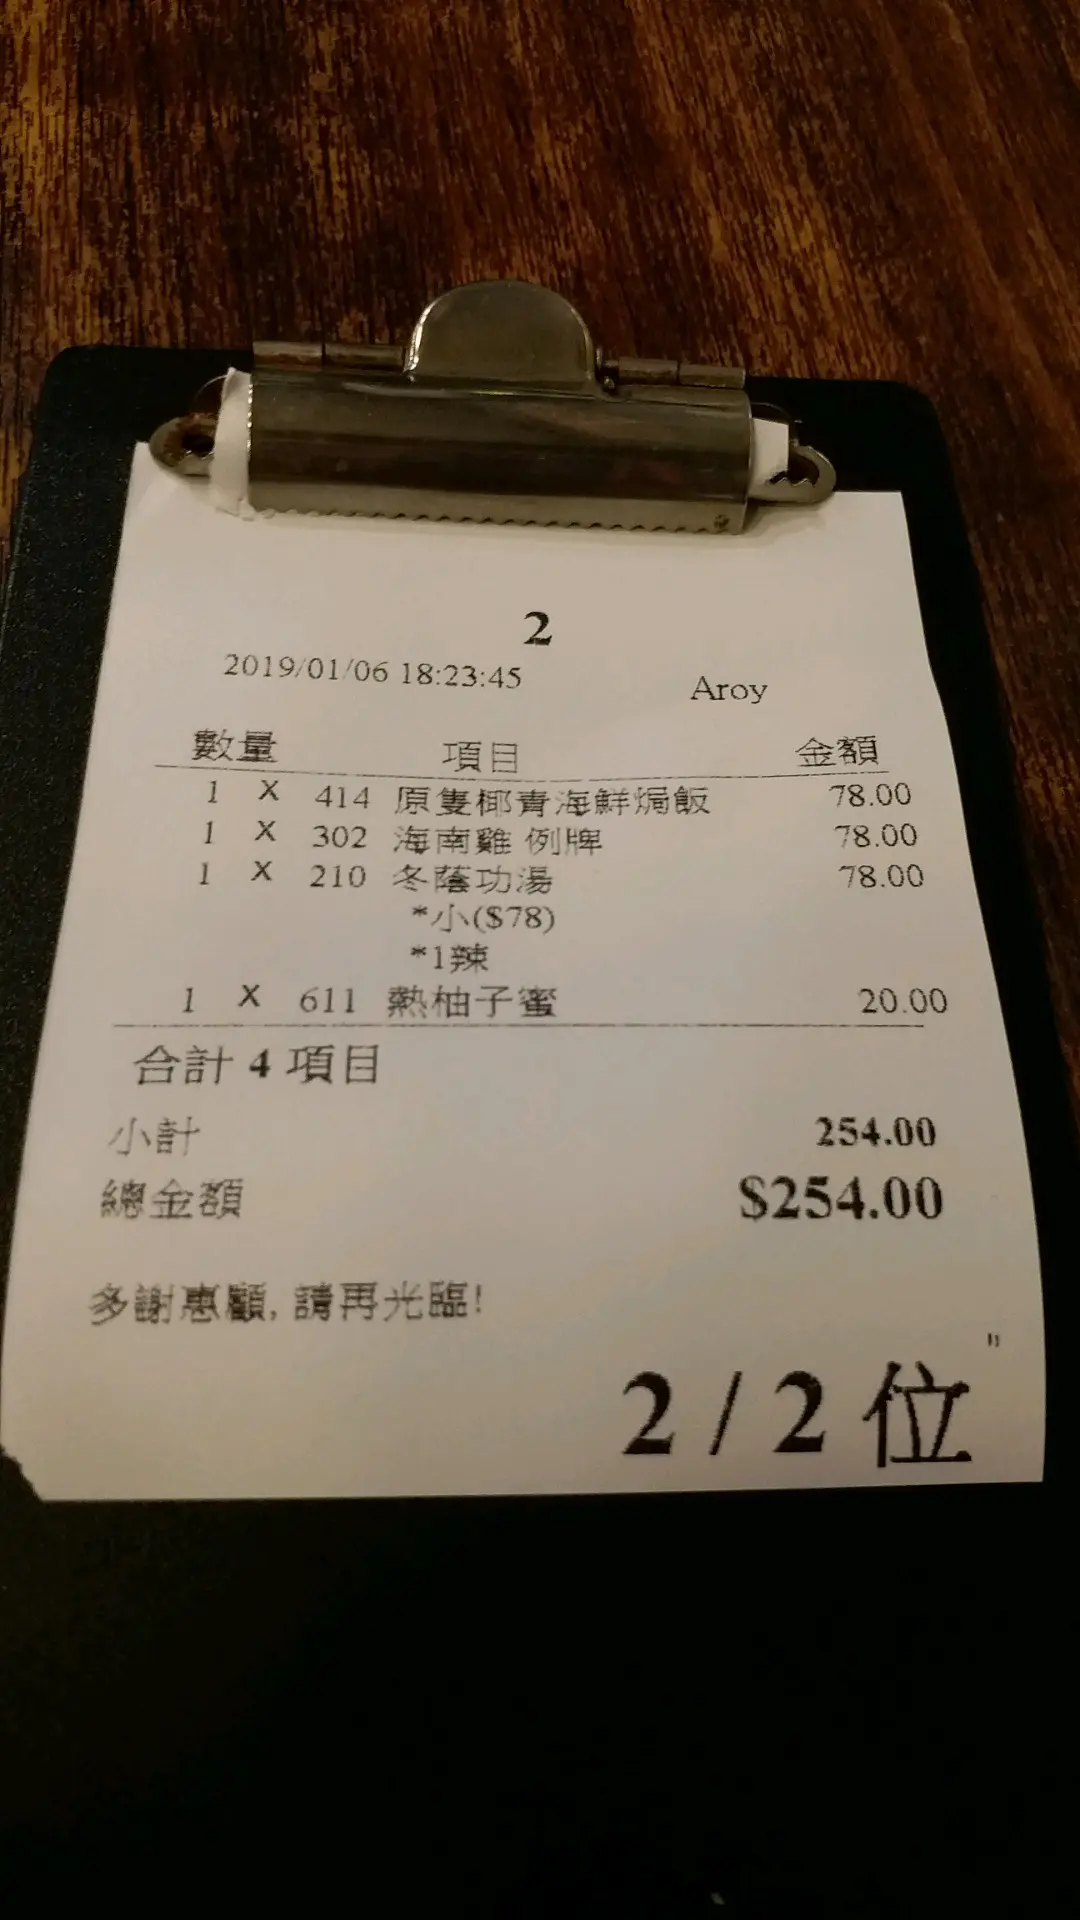 2
2019/01/06 18:23:45 Aroy
數量 項目 金額
1 X 414 原隻椰青海鮮焗飯 78.00
1 X 302 海南雞 例牌 78.00
1 X 210 冬蔭功湯 78.00
*小($78)
*1辣
1 X 611 熱柚子蜜 20.00
合計 4 項目
小計 254.00
總金額 $254.00
多謝惠顧, 請再光臨!
"
2 / 2 位